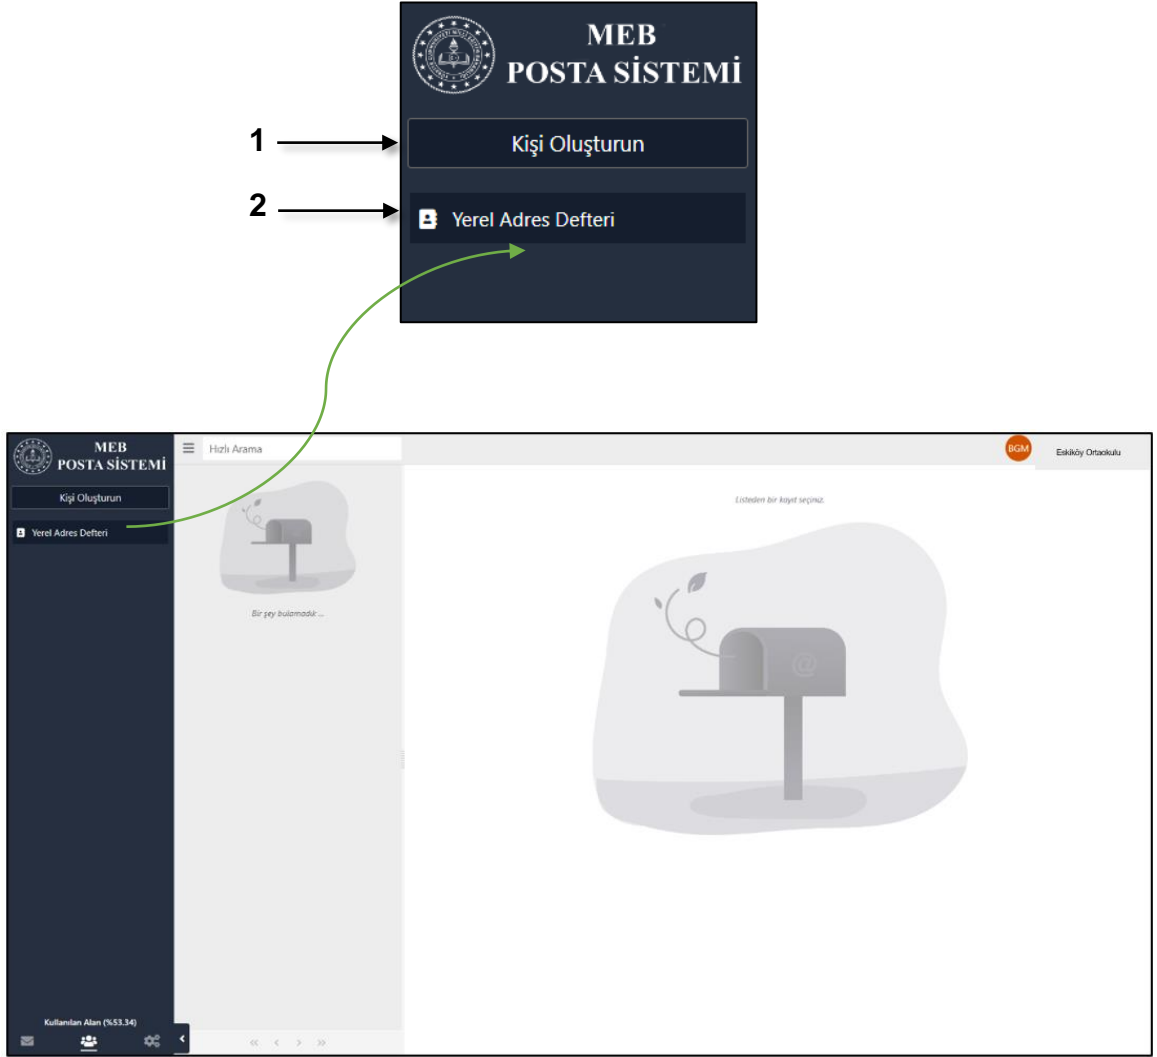 MEB
POSTA SİSTEMİ
1
Kişi Oluşturun
2
Yerel Adres Defteri
MEB
POSTA SİSTEMİ
Hızlı Arama
BGM
Eskiköy Ortaokulu
Kişi Oluşturun
Listeden bir kayıt seçiniz.
Yerel Adres Defteri
Bir şey bulamadık ...
@
Kullanılan Alan (%53.34)